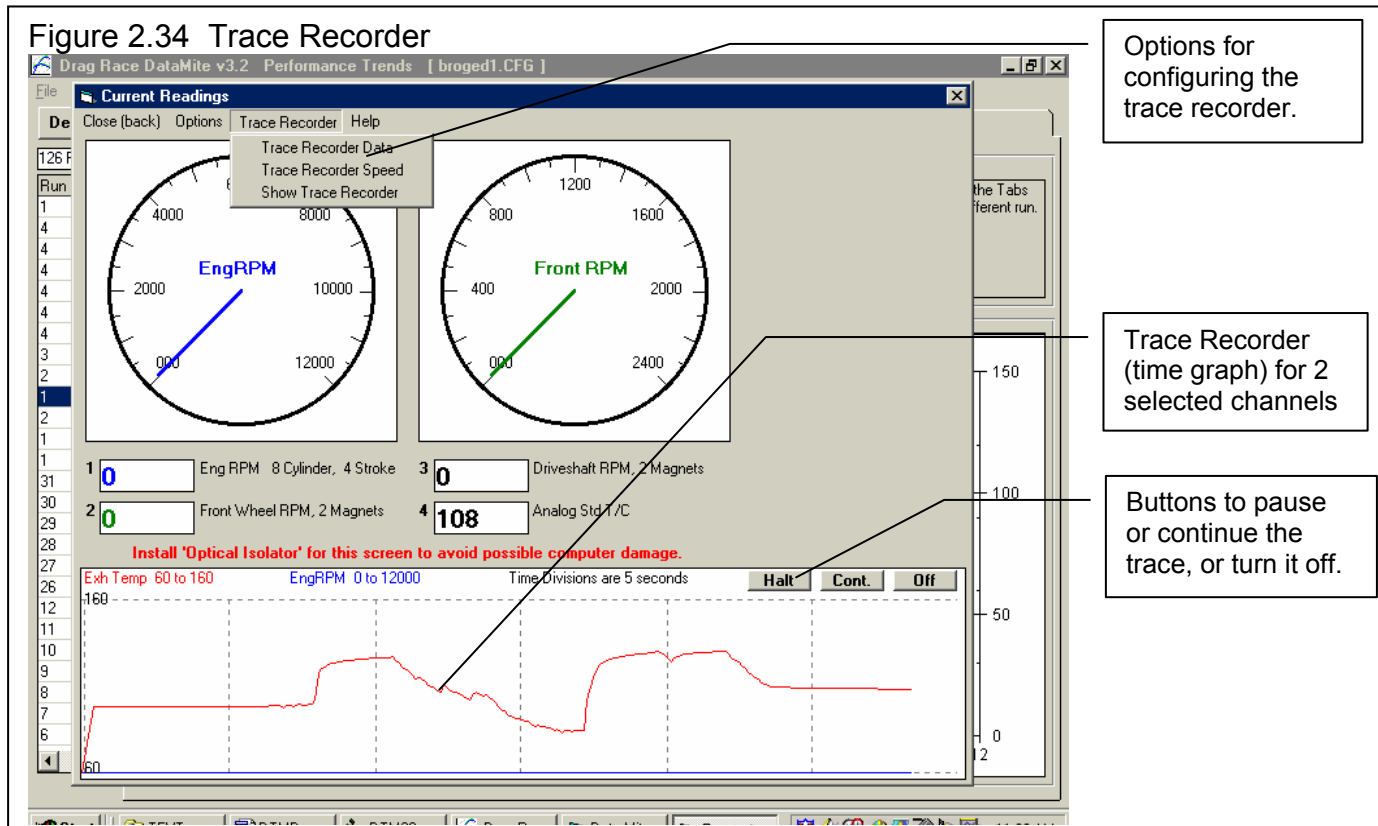 Figure 2.34 Trace Recorder
Drag Race DataMite v3.2 Performance Trends [ broged1.CFG ]
File
Current Readings
De
Close (back) Options Trace Recorder Help
Trace Recorder Data
Trace Recorder Speed
Show Trace Recorder
126 F
Run
1
4
4
4
4
4
4
3
2
1
2
1
1
31
30
29
28
27
26
12
11
10
9
8
7
6
the Tabs
fferent run.
4000
6
8000
EngRPM
2000
10000
000
12000
1200
800
1600
Front RPM
400
2000
000
2400
1 0 Eng RPM 8 Cylinder, 4 Stroke
3 0 Driveshaft RPM, 2 Magnets
2 0 Front Wheel RPM, 2 Magnets
4 108 Analog Std T/C
Install 'Optical Isolator' for this screen to avoid possible computer damage.
Exh Temp 60 to 160 EngRPM 0 to 12000 Time Divisions are 5 seconds Halt Cont. Off
160
60
150
100
50
0
12
Options for
configuring the
trace recorder.
Trace Recorder
(time graph) for 2
selected channels
Buttons to pause
or continue the
trace, or turn it off.